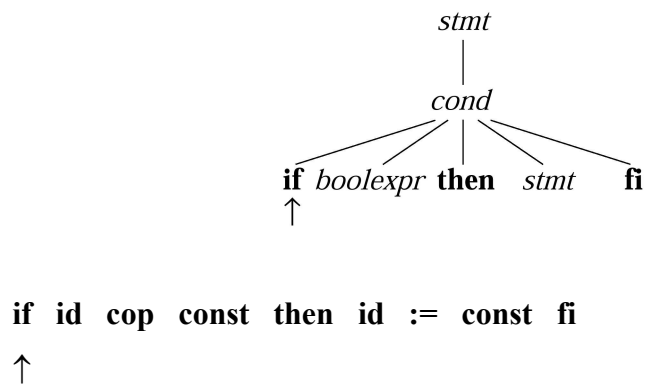 stmt
cond
if boolexpr then stmt fi
↑
if id cop const then id := const fi
↑